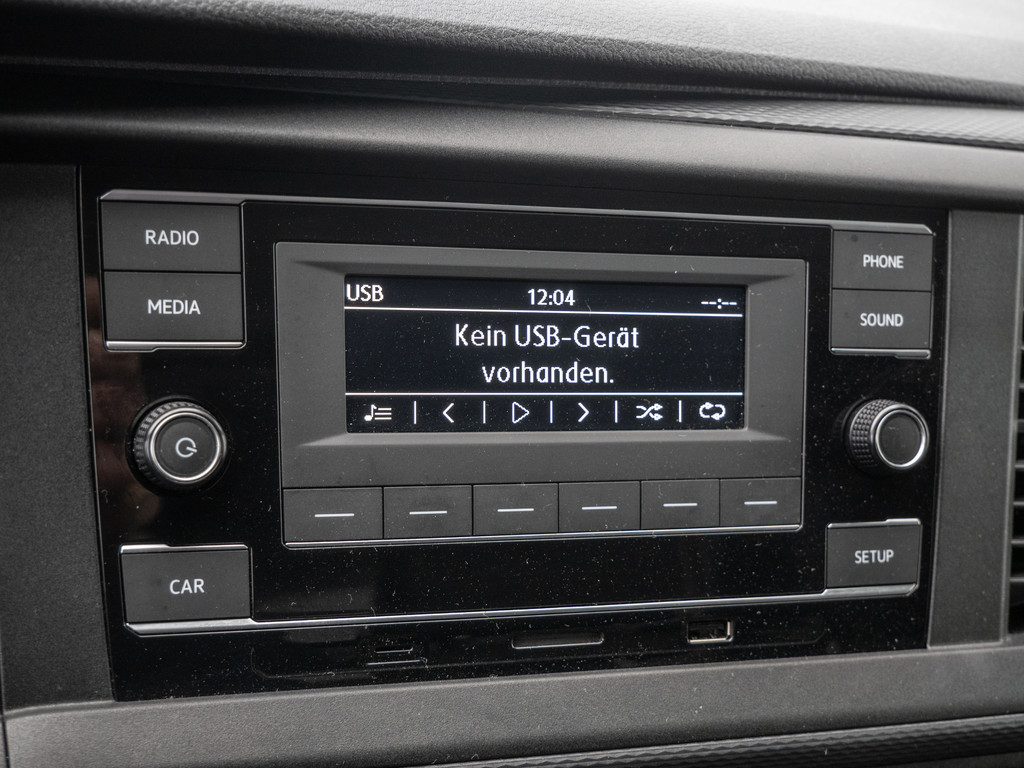 RADIO
MEDIA
USB 12:04 --:--
Kein USB-Gerät
vorhanden.
PHONE
SOUND
CAR
SETUP